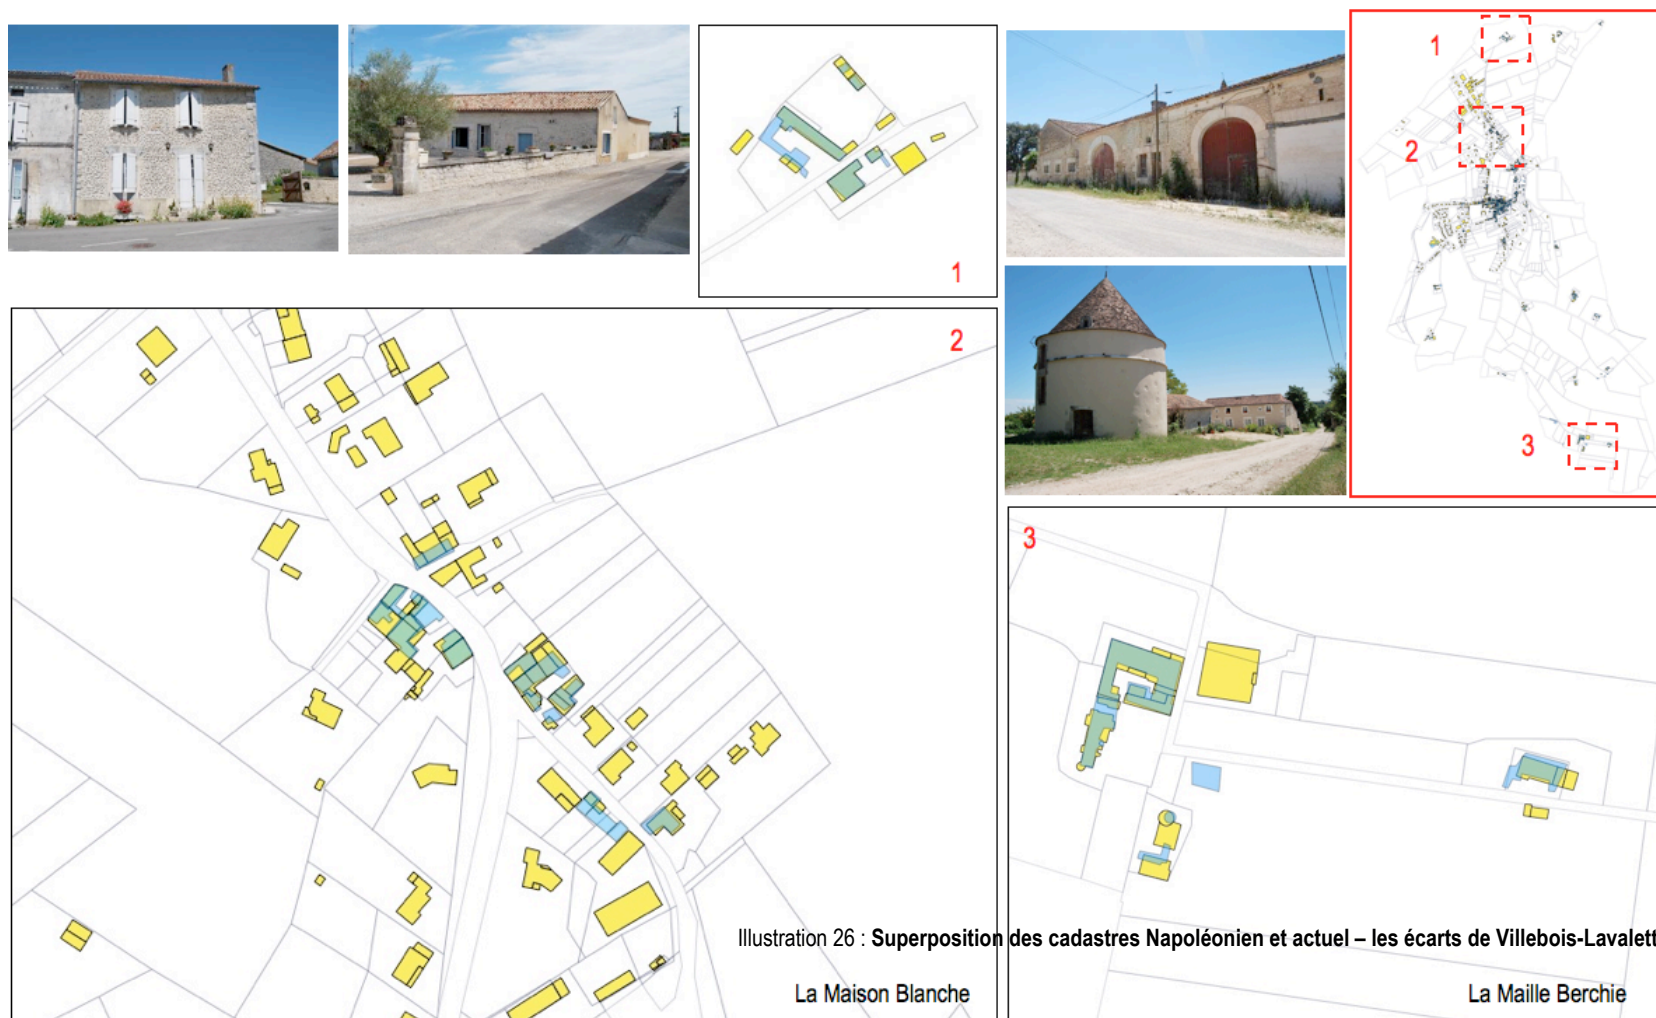 1
1
2
3
2
3
Illustration 26 : Superposition des cadastres Napoléonien et actuel – les écarts de Villebois-Lavalett
La Maison Blanche
La Maille Berchie